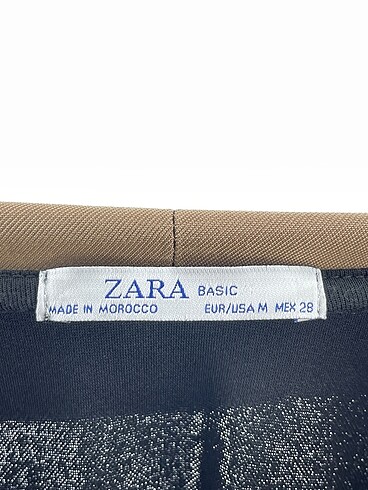 ZARA BASIC
MADE IN MOROCCO EUR/USA M MEX 28